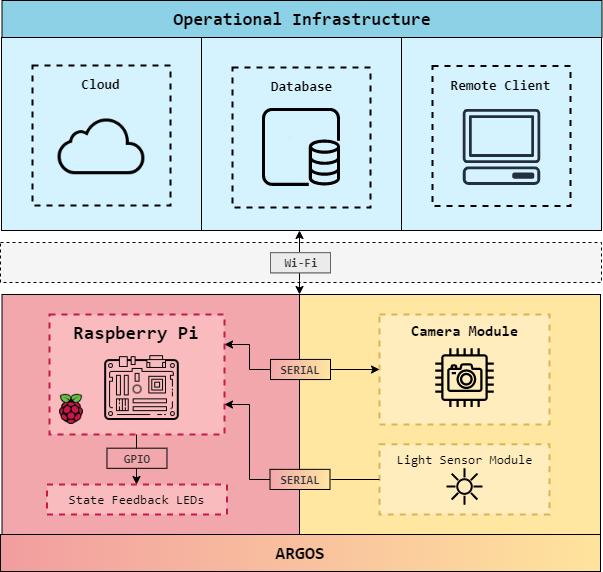 Operational Infrastructure
Cloud
Database
Remote Client
Wi-Fi
Raspberry Pi
Camera Module
SERIAL
GPIO
Light Sensor Module
SERIAL
State Feedback LEDs
ARGOS